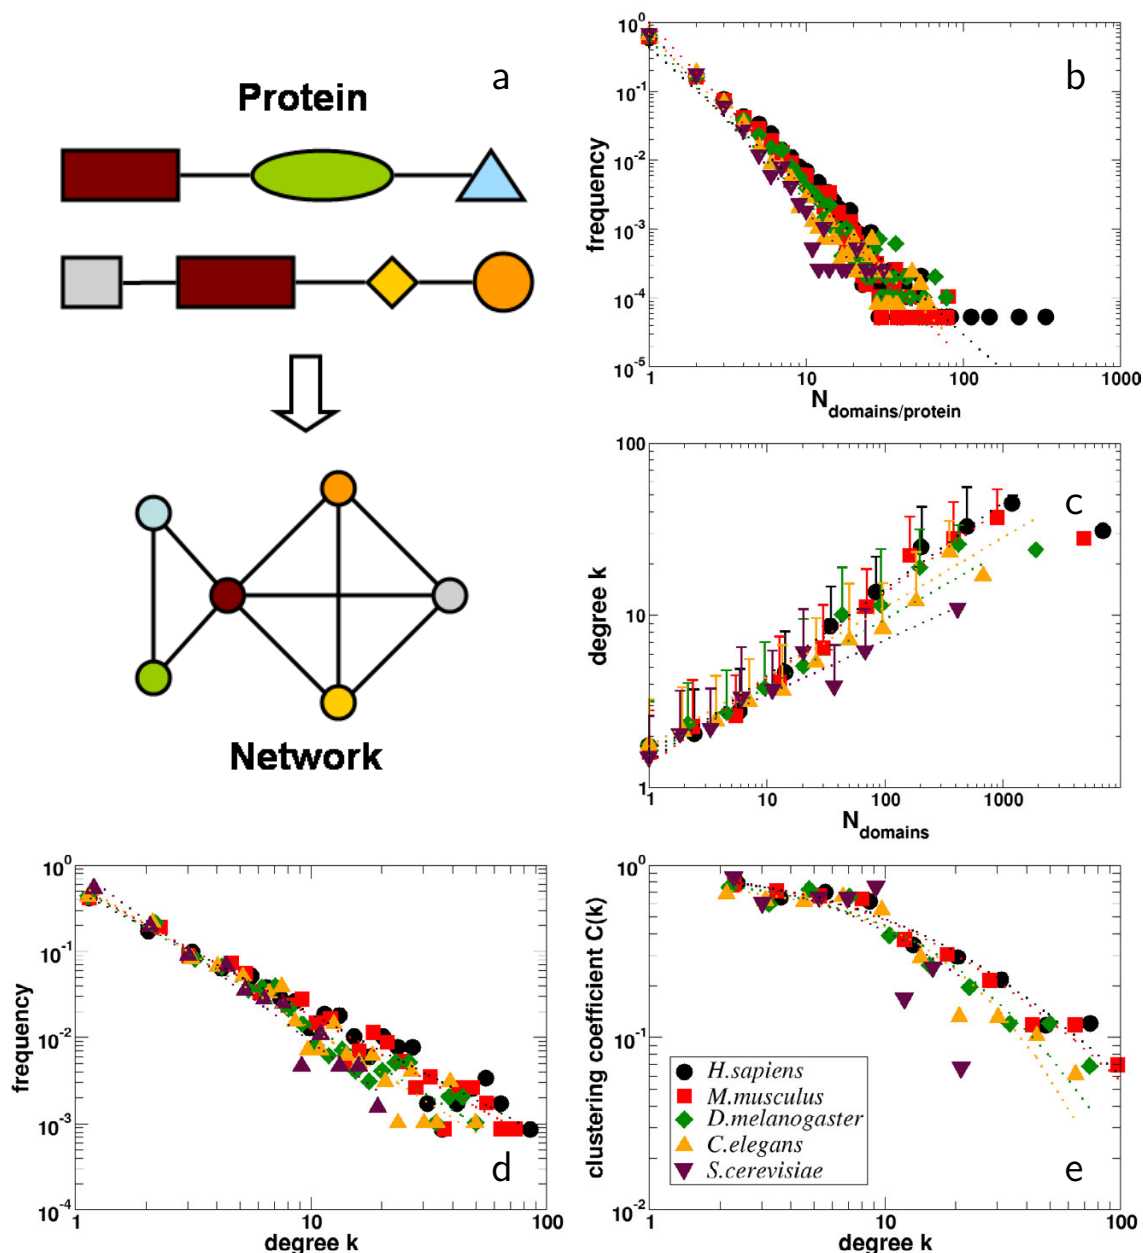 a
Protein
Network
b
frequency
10^0
10^-1
10^-2
10^-3
10^-4
10^-5
1
10
100
1000
N_domains/protein
c
degree k
100
10
1
1
10
100
1000
N_domains
d
frequency
10^0
10^-1
10^-2
10^-3
10^-4
1
10
100
degree k
e
clustering coefficient C(k)
10^0
10^-1
10^-2
H.sapiens
M.musculus
D.melanogaster
C.elegans
S.cerevisiae
1
10
100
degree k